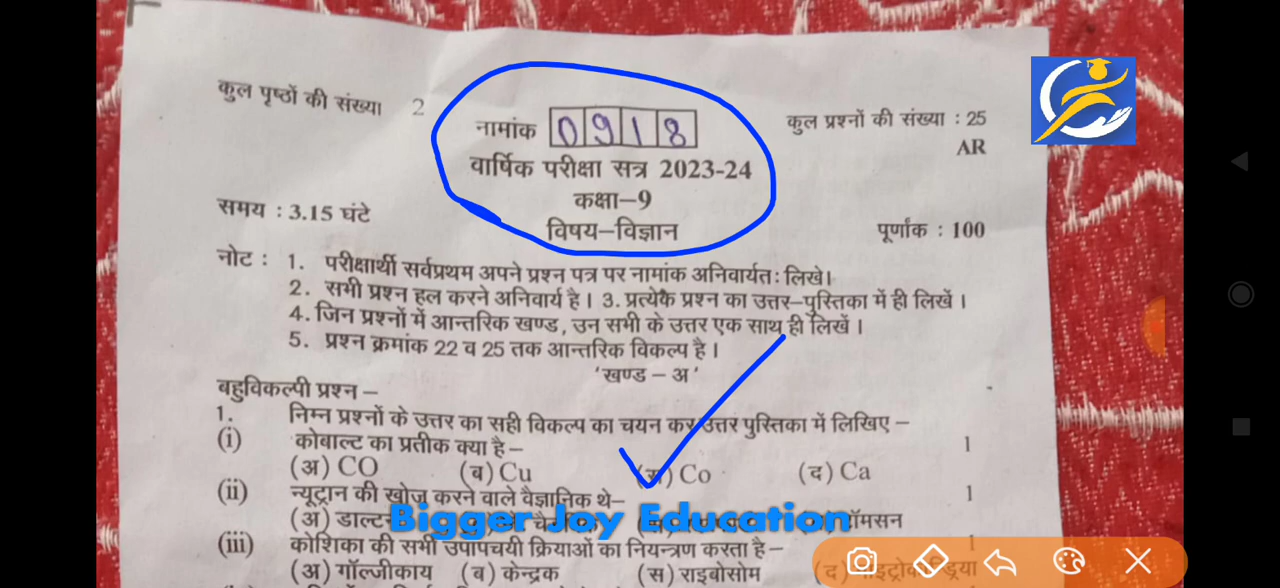 कुल पृष्ठों की संख्या 2
नामांक 0918
कुल प्रश्नों की संख्या : 25
AR
वार्षिक परीक्षा सत्र 2023-24
कक्षा–9
समय : 3.15 घंटे
विषय–विज्ञान
पूर्णांक : 100
नोट : 1. परीक्षार्थी सर्वप्रथम अपने प्रश्न पत्र पर नामांक अनिवार्यतः लिखे।
2. सभी प्रश्न हल करने अनिवार्य है। 3. प्रत्येक प्रश्न का उत्तर–पुस्तिका में ही लिखें।
4. जिन प्रश्नों में आन्तरिक खण्ड, उन सभी के उत्तर एक साथ ही लिखें।
5. प्रश्न क्रमांक 22 व 25 तक आन्तरिक विकल्प है।
'खण्ड – अ'
बहुविकल्पी प्रश्न –
1. निम्न प्रश्नों के उत्तर का सही विकल्प का चयन कर उत्तर पुस्तिका में लिखिए –
(i) कोबाल्ट का प्रतीक क्या है – 1
(अ) CO (ब) Cu (स) Co (द) Ca
(ii) न्यूट्रान की खोज करने वाले वैज्ञानिक थे– 1
(अ)
Bigger Joy Education
(iii) कोशिका की सभी उपापचयी क्रियाओं का नियन्त्रण करता है – 1
(अ) गॉल्जीकाय (ब) केन्द्रक (स) राइबोसोम (द)